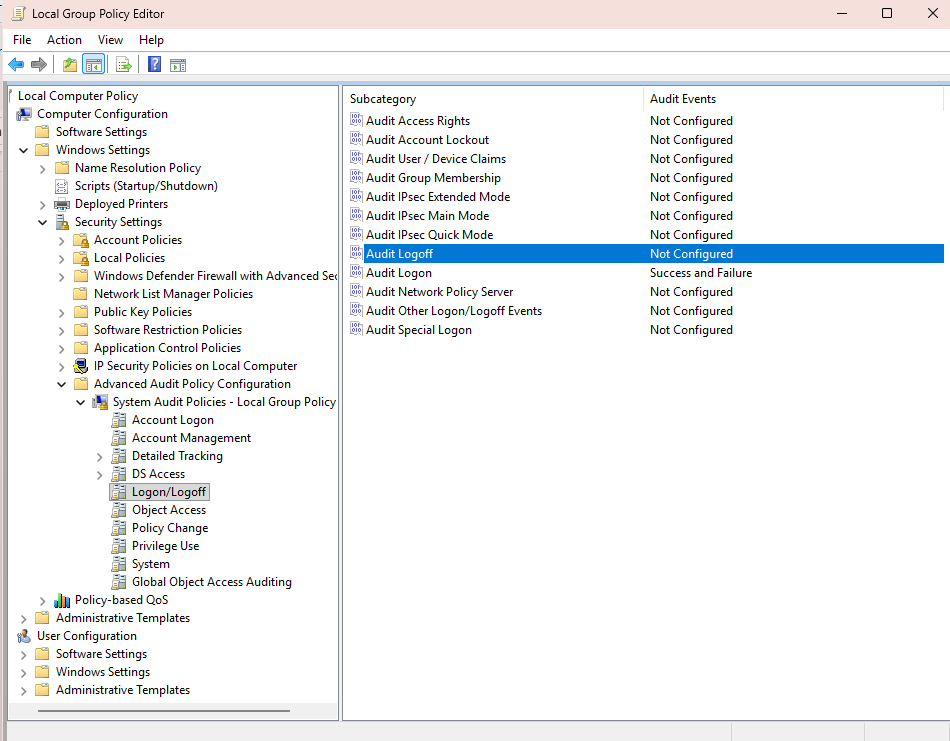 Local Group Policy Editor
File Action View Help
Local Computer Policy
Computer Configuration
Software Settings
Windows Settings
Name Resolution Policy
Scripts (Startup/Shutdown)
Deployed Printers
Security Settings
Account Policies
Local Policies
Windows Defender Firewall with Advanced Sec
Network List Manager Policies
Public Key Policies
Software Restriction Policies
Application Control Policies
IP Security Policies on Local Computer
Advanced Audit Policy Configuration
System Audit Policies - Local Group Policy
Account Logon
Account Management
Detailed Tracking
DS Access
Logon/Logoff
Object Access
Policy Change
Privilege Use
System
Global Object Access Auditing
Policy-based QoS
Administrative Templates
User Configuration
Software Settings
Windows Settings
Administrative Templates
Subcategory Audit Events
Audit Access Rights Not Configured
Audit Account Lockout Not Configured
Audit User / Device Claims Not Configured
Audit Group Membership Not Configured
Audit IPsec Extended Mode Not Configured
Audit IPsec Main Mode Not Configured
Audit IPsec Quick Mode Not Configured
Audit Logoff Not Configured
Audit Logon Success and Failure
Audit Network Policy Server Not Configured
Audit Other Logon/Logoff Events Not Configured
Audit Special Logon Not Configured